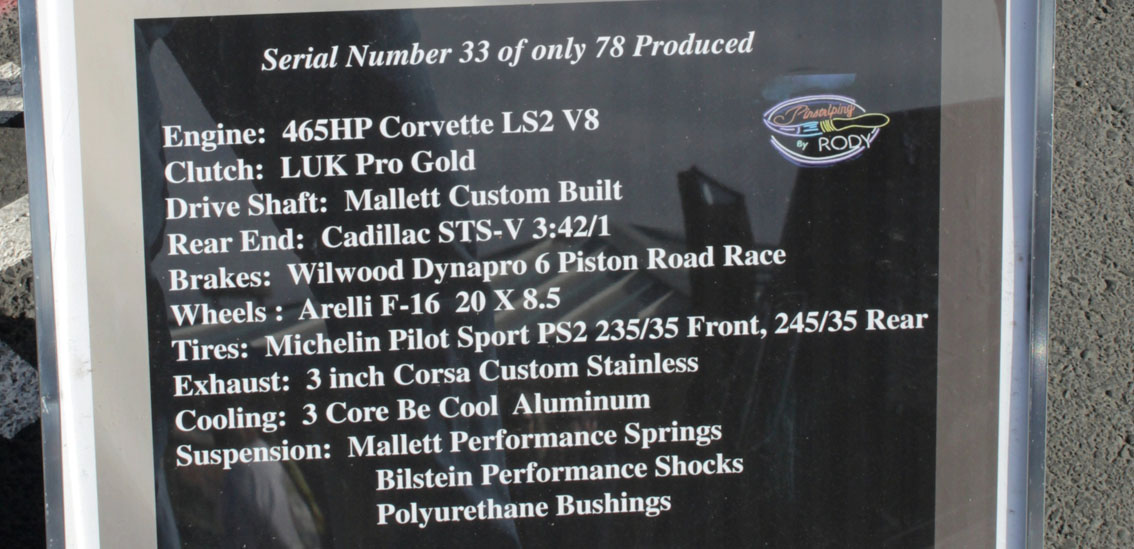 Serial Number 33 of only 78 Produced
Pinstriping
By RODY
Engine: 465HP Corvette LS2 V8
Clutch: LUK Pro Gold
Drive Shaft: Mallett Custom Built
Rear End: Cadillac STS-V 3:42/1
Brakes: Wilwood Dynapro 6 Piston Road Race
Wheels : Arelli F-16 20 X 8.5
Tires: Michelin Pilot Sport PS2 235/35 Front, 245/35 Rear
Exhaust: 3 inch Corsa Custom Stainless
Cooling: 3 Core Be Cool Aluminum
Suspension: Mallett Performance Springs
Bilstein Performance Shocks
Polyurethane Bushings